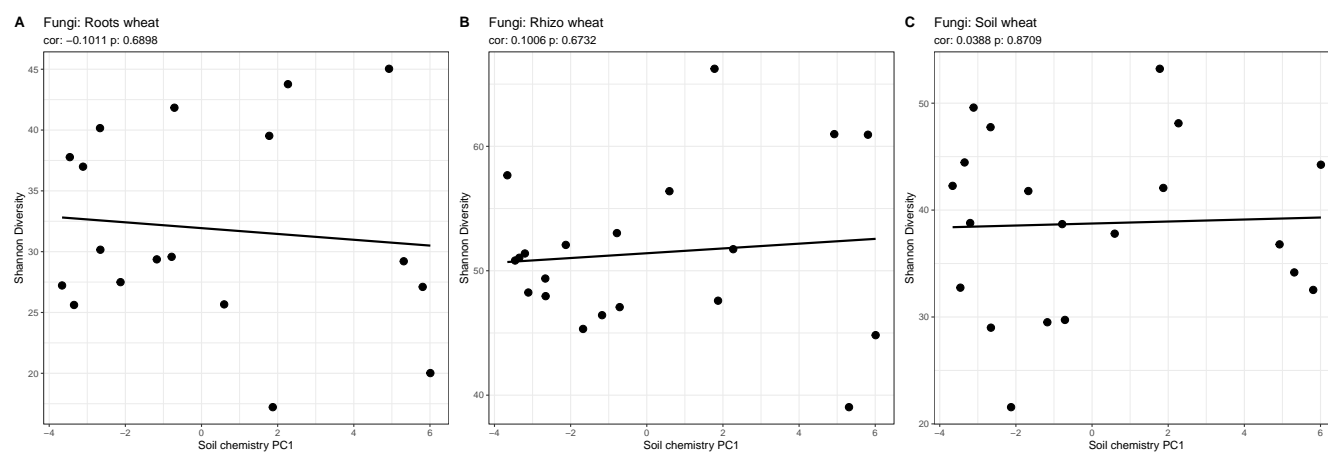 A Fungi: Roots wheat
cor: −0.1011 p: 0.6898
45
40
35
30
25
20
Shannon Diversity
−4 −2 0 2 4 6
Soil chemistry PC1
B Fungi: Rhizo wheat
cor: 0.1006 p: 0.6732
60
50
40
Shannon Diversity
−4 −2 0 2 4 6
Soil chemistry PC1
C Fungi: Soil wheat
cor: 0.0388 p: 0.8709
50
40
30
20
Shannon Diversity
−4 −2 0 2 4 6
Soil chemistry PC1